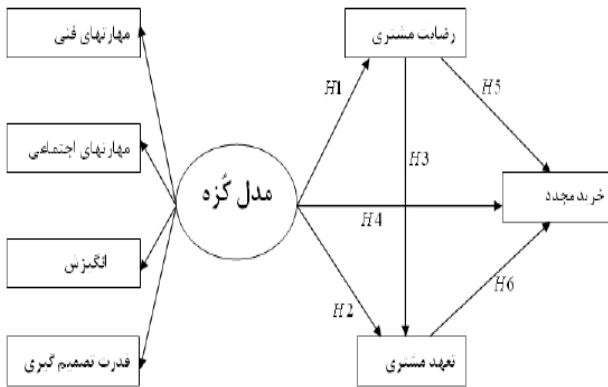 مهارتهای فنی
رضایت مشتری
H1
H5
مهارتهای اجتماعی
H3
مدل کُزه
خرید مجدد
H4
انگیزش
H6
H2
قدرت تصمیم گیری
تعهد مشتری